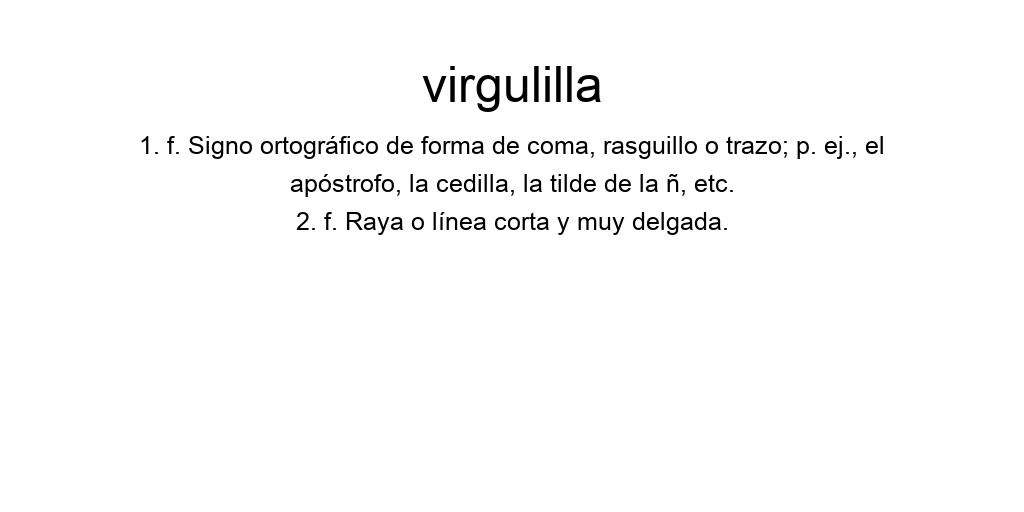 virgulilla
1. f. Signo ortográfico de forma de coma, rasguillo o trazo; p. ej., el
apóstrofo, la cedilla, la tilde de la ñ, etc.
2. f. Raya o línea corta y muy delgada.